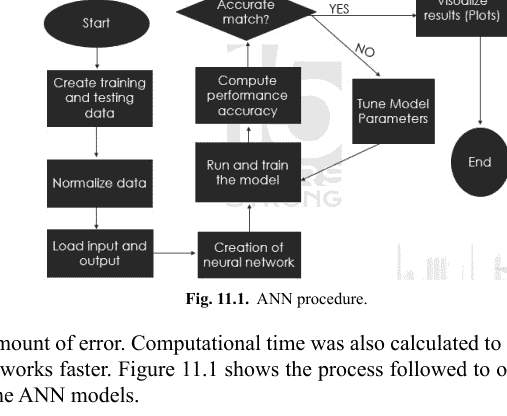 Start
Create training
and testing
data
Normalize data
Load input and
output
Creation of
neural network
Run and train
the model
Compute
performance
accuracy
Accurate
match?
YES
NO
Tune Model
Parameters
Visualize
results (Plots)
End
STRONG
Fig. 11.1. ANN procedure.
mount of error. Computational time was also calculated to
works faster. Figure 11.1 shows the process followed to o
ne ANN models.